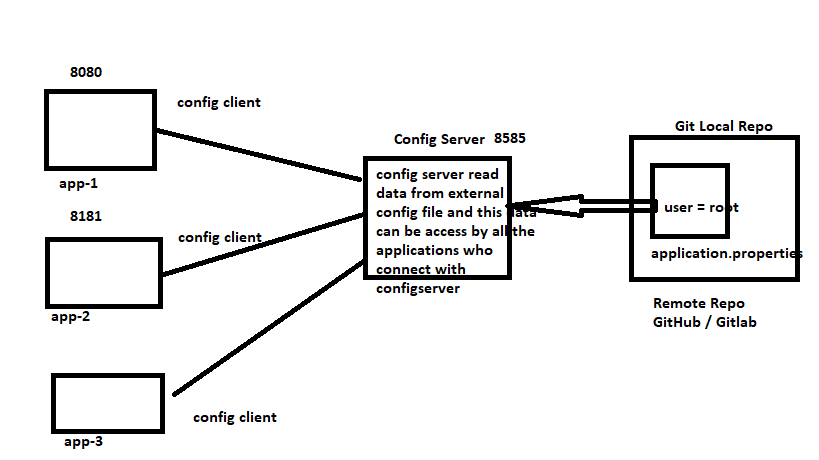 8080
config client
app-1
8181
config client
app-2
config client
app-3
Config Server 8585
config server read
data from external
config file and this data
can be access by all the
applications who
connect with
configserver
Git Local Repo
user = root
application.properties
Remote Repo
GitHub / Gitlab